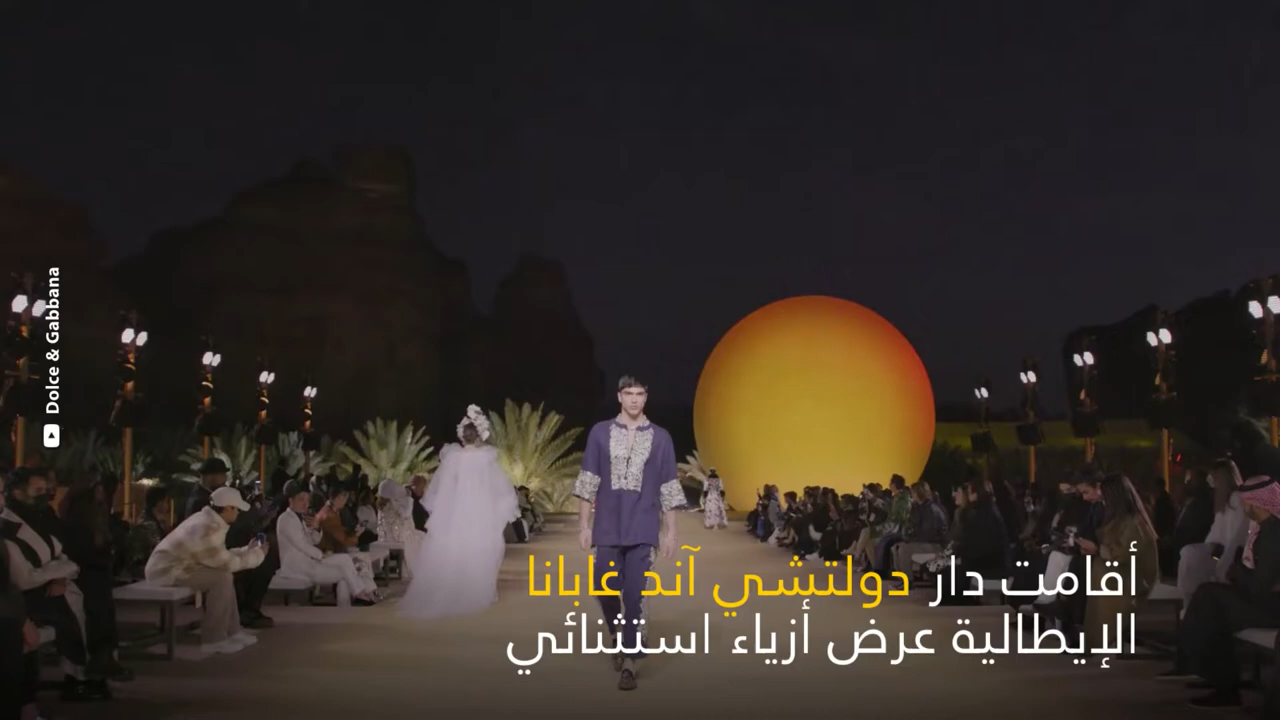 Dolce & Gabbana
أقامت دار دولتشي آند غابانا
الإيطالية عرض أزياء استثنائي